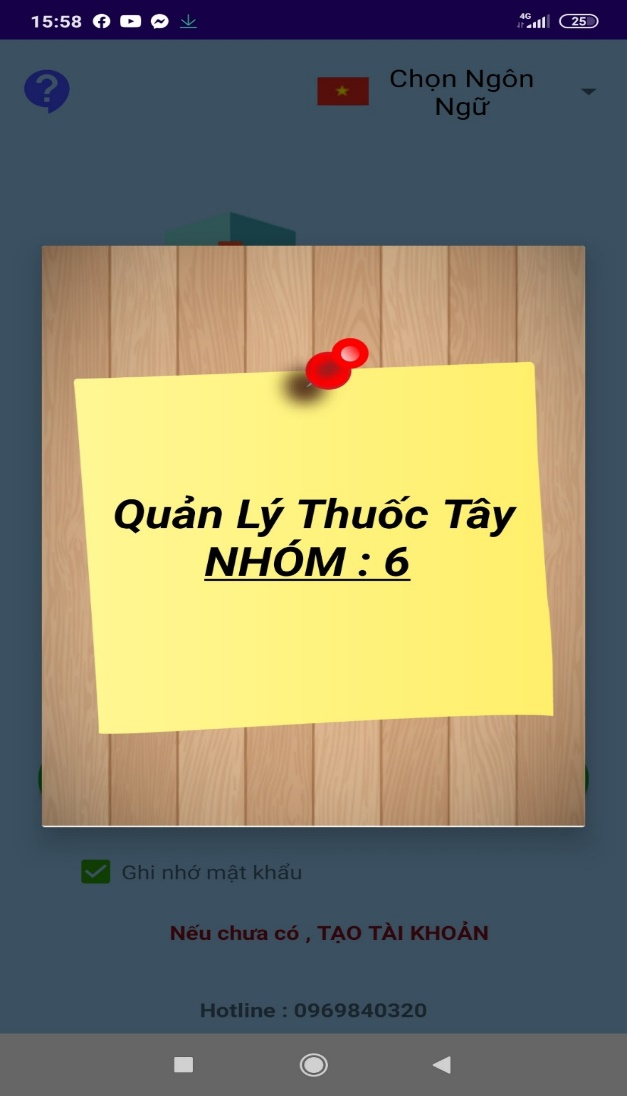 15:58
4G
25
Chọn Ngôn
Ngữ
Quản Lý Thuốc Tây
NHÓM : 6
Ghi nhớ mật khẩu
Nếu chưa có , TẠO TÀI KHOẢN
Hotline : 0969840320